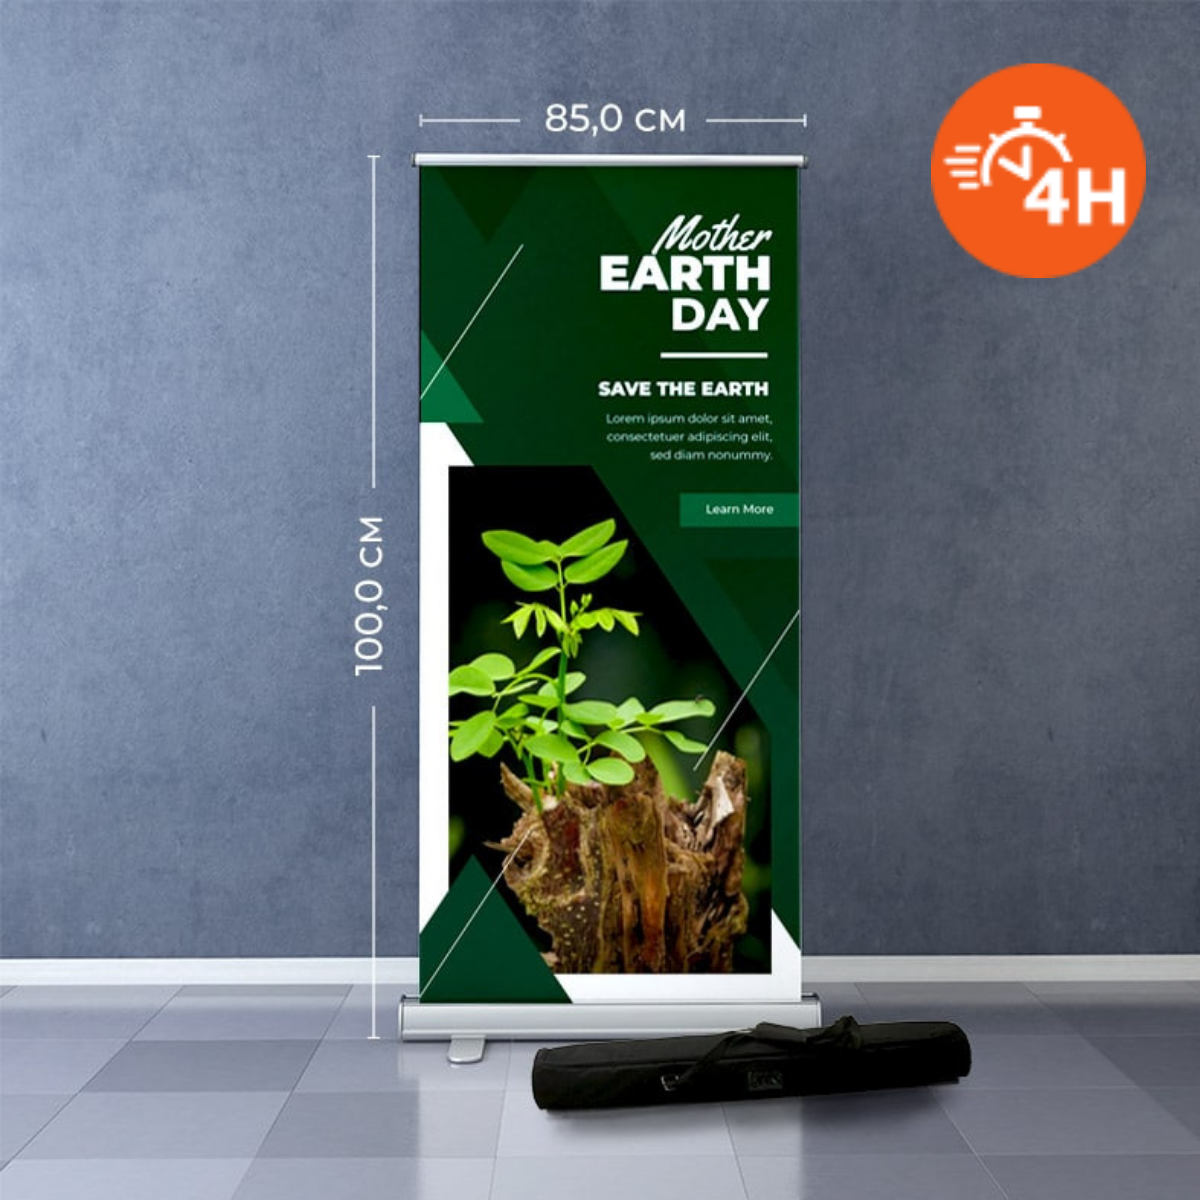 85,0 CM
4H
100,0 CM
Mother
EARTH
DAY
SAVE THE EARTH
Lorem ipsum dolor sit amet,
consectetuer adipiscing elit,
sed diam nonummy.
Learn More